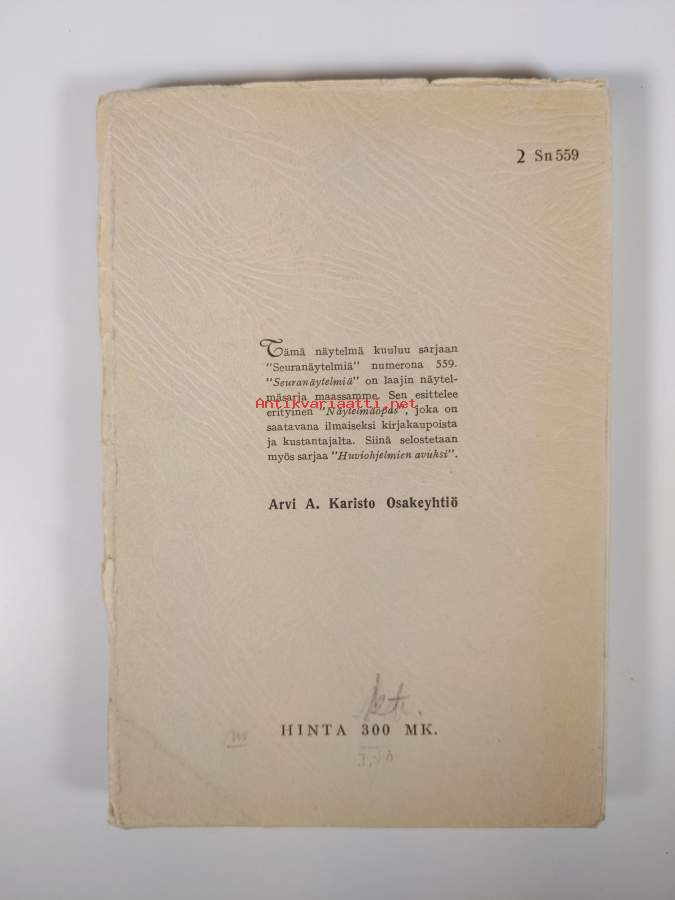 2 Sn 559
Tämä näytelmä kuuluu sarjaan
"Seuranäytelmiä" numerona 559.
"Seuranäytelmiä" on laajin näytel-
mäsarja maassamme. Sen esittelee
Antikvariaatti.net
erityinen "Näytelmäopas", joka on
saatavana ilmaiseksi kirjakaupoista
ja kustantajalta. Siinä selostetaan
myös sarjaa "Huviohjelmien avuksi".
Arvi A. Karisto Osakeyhtiö
HINTA 300 MK.